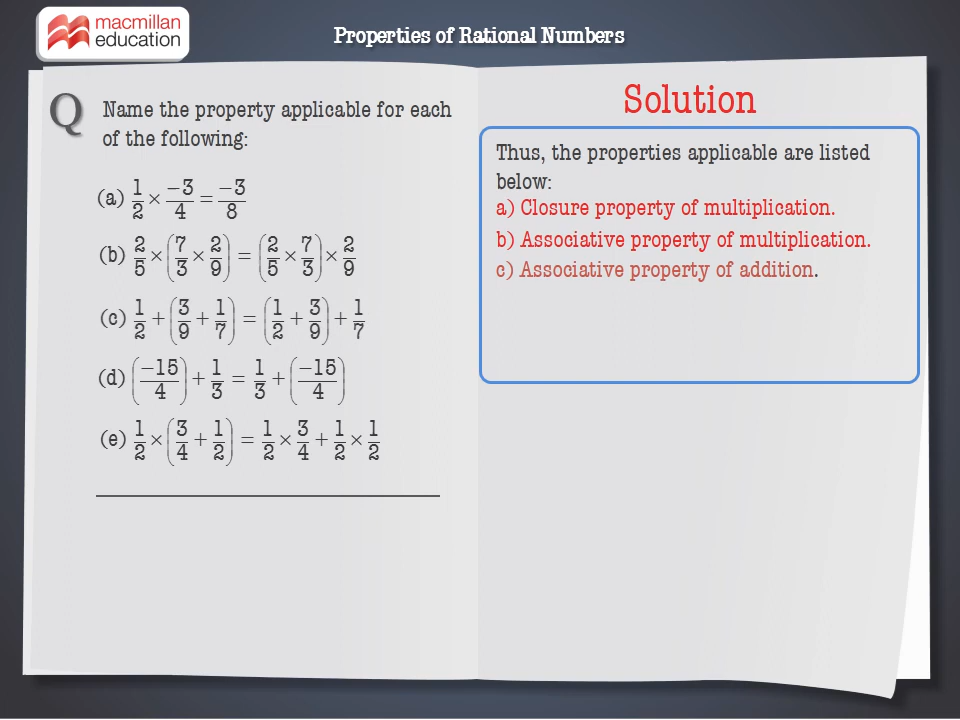 macmillan
education
Properties of Rational Numbers
Q Name the property applicable for each
of the following:
(a) 1/2 × −3/4 = −3/8
(b) 2/5 × (7/3 × 2/9) = (2/5 × 7/3) × 2/9
(c) 1/2 + (3/9 + 1/7) = (1/2 + 3/9) + 1/7
(d) (−15/4) + 1/3 = 1/3 + (−15/4)
(e) 1/2 × (3/4 + 1/2) = 1/2 × 3/4 + 1/2 × 1/2
Solution
Thus, the properties applicable are listed
below:
a) Closure property of multiplication.
b) Associative property of multiplication.
c) Associative property of addition.